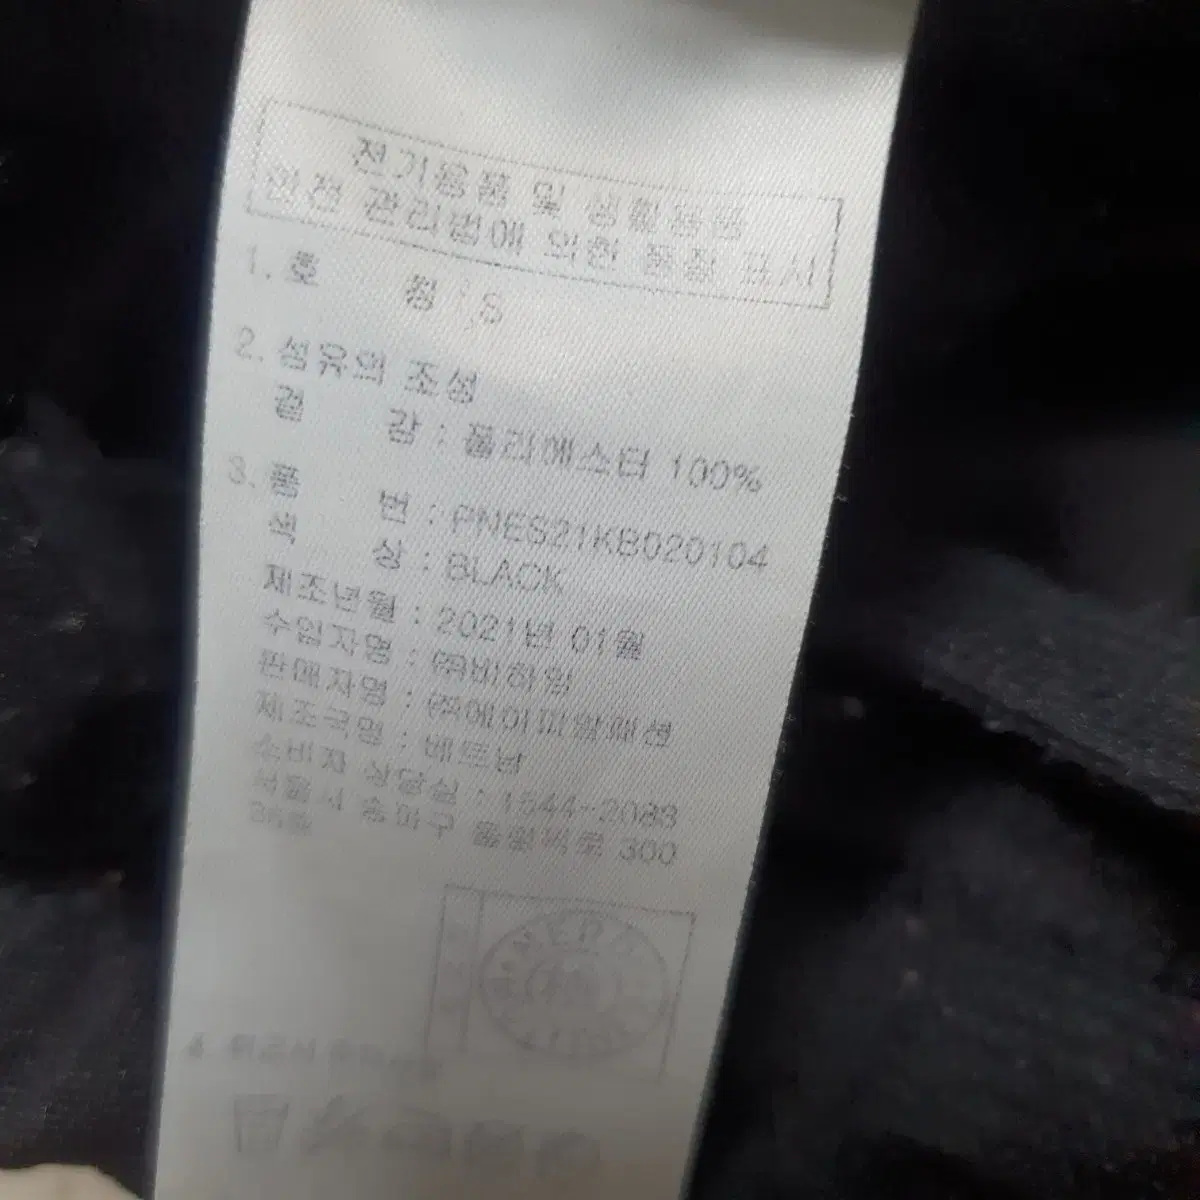 전기용품 및 생활용품
안전 관리법에 의한 품질 표시
1. 호 칭 : S
2. 섬유의 조성
겉 감 : 폴리에스터 100%
3. 품 번 : PNES21KB020104
색 상 : BLACK
제조년월 : 2021년 01월
수입자명 : ㈜비하임
판매자명 : ㈜에이피알패션
제조국명 : 베트남
소비자 상담실 : 1544-2083
서울시 송파구 올림픽로 300